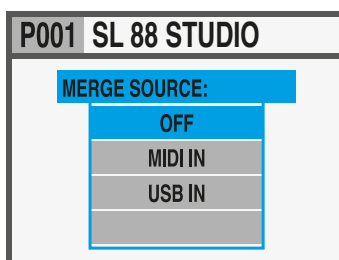 P001 SL 88 STUDIO
MERGE SOURCE:
OFF
MIDI IN
USB IN